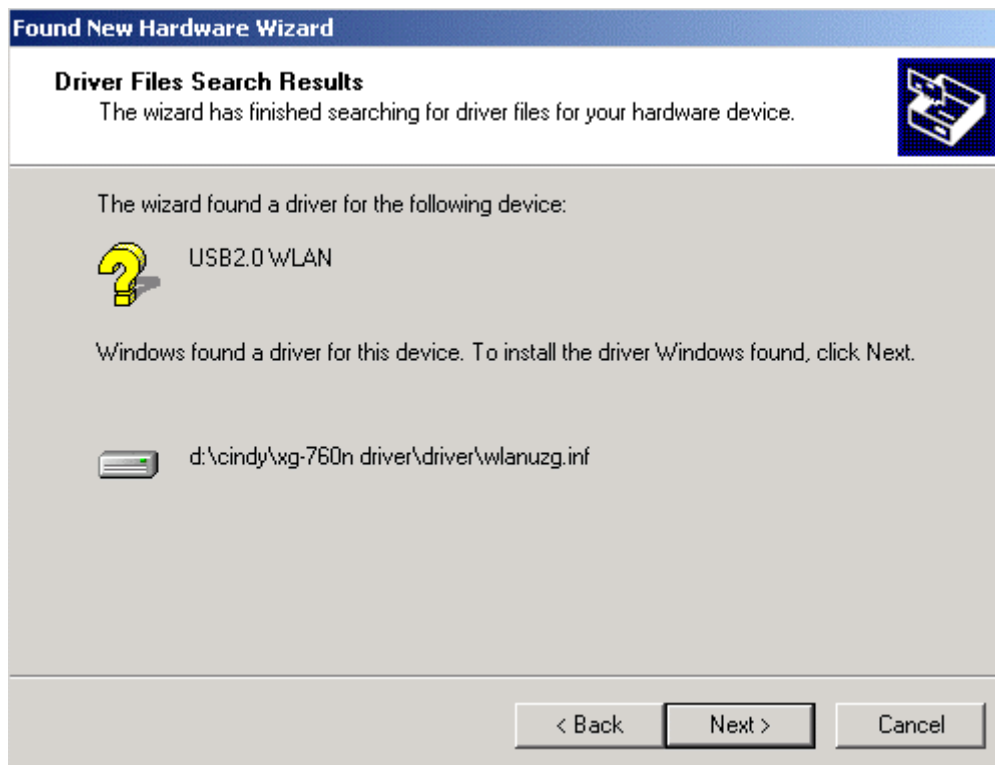 Found New Hardware Wizard
Driver Files Search Results
The wizard has finished searching for driver files for your hardware device.
The wizard found a driver for the following device:
USB2.0 WLAN
Windows found a driver for this device. To install the driver Windows found, click Next.
d:\cindy\xg-760n driver\driver\wlanuzg.inf
< Back
Next >
Cancel